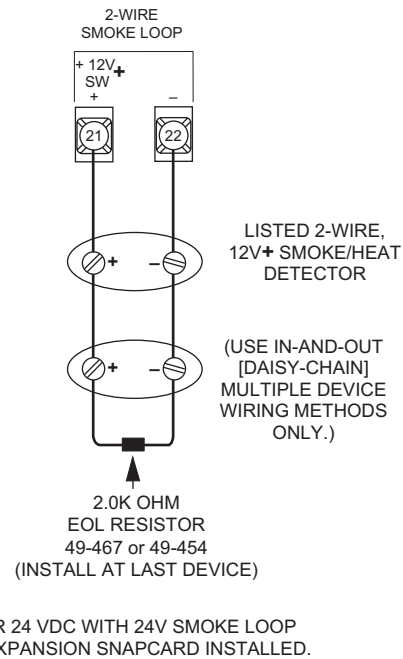 2-WIRE
SMOKE LOOP
+ 12V+
SW
+ –
21 22
+ –
LISTED 2-WIRE,
12V+ SMOKE/HEAT
DETECTOR
+ –
(USE IN-AND-OUT
[DAISY-CHAIN]
MULTIPLE DEVICE
WIRING METHODS
ONLY.)
2.0K OHM
EOL RESISTOR
49-467 or 49-454
(INSTALL AT LAST DEVICE)
24 VDC WITH 24V SMOKE LOOP
SNAPCARD INSTALLED.